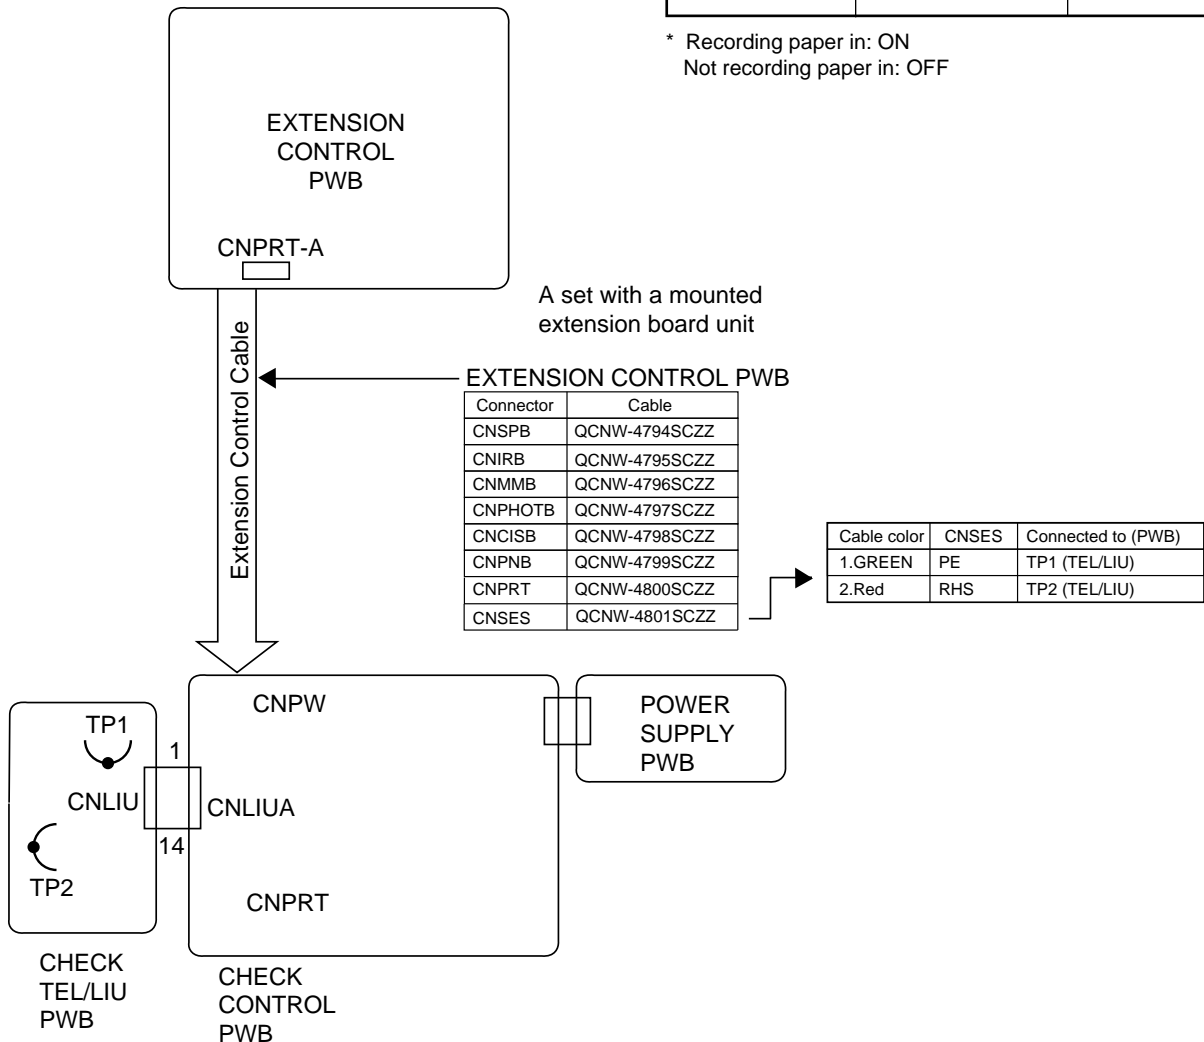 * Recording paper in: ON
Not recording paper in: OFF
EXTENSION
CONTROL
PWB
CNPRT-A
Extension Control Cable
A set with a mounted
extension board unit
EXTENSION CONTROL PWB
Connector Cable
CNSPB QCNW-4794SCZZ
CNIRB QCNW-4795SCZZ
CNMMB QCNW-4796SCZZ
CNPHOTB QCNW-4797SCZZ
CNCISB QCNW-4798SCZZ
CNPNB QCNW-4799SCZZ
CNPRT QCNW-4800SCZZ
CNSES QCNW-4801SCZZ
Cable color CNSES Connected to (PWB)
1.GREEN PE TP1 (TEL/LIU)
2.Red RHS TP2 (TEL/LIU)
TP1
1
CNLIU
14
TP2
CHECK
TEL/LIU
PWB
CNPW
CNLIUA
CNPRT
CHECK
CONTROL
PWB
POWER
SUPPLY
PWB